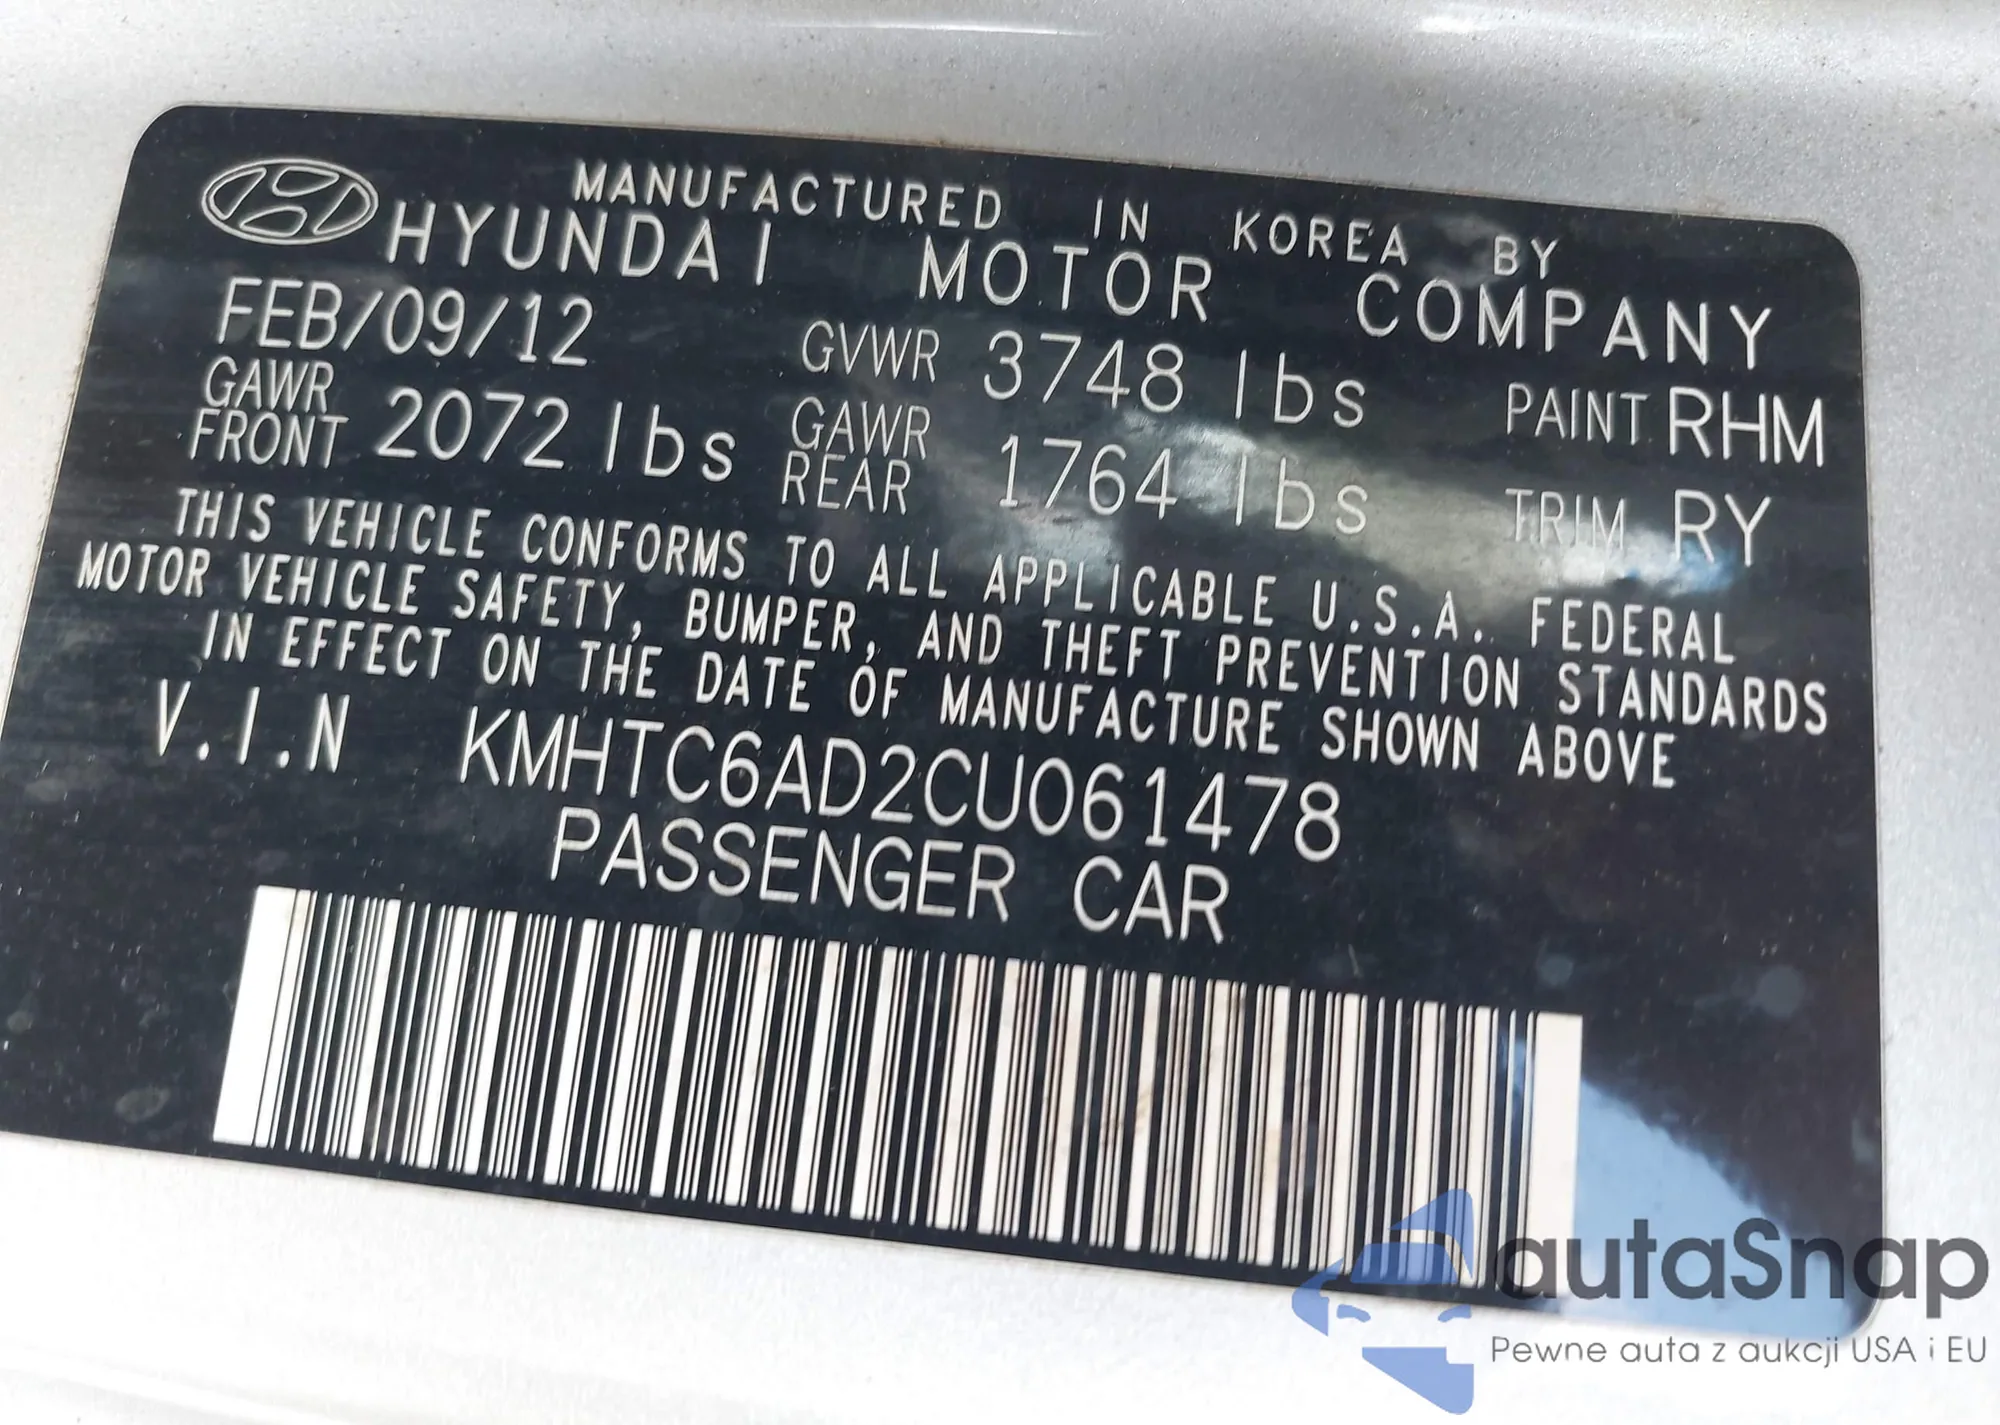 MANUFACTURED IN KOREA BY
HYUNDAI MOTOR COMPANY
FEB/09/12 GVWR 3748 lbs PAINT RHM
GAWR FRONT 2072 lbs GAWR REAR 1764 lbs TRIM RY
THIS VEHICLE CONFORMS TO ALL APPLICABLE U.S.A. FEDERAL
MOTOR VEHICLE SAFETY, BUMPER, AND THEFT PREVENTION STANDARDS
IN EFFECT ON THE DATE OF MANUFACTURE SHOWN ABOVE
V.I.N KMHTC6AD2CU061478
PASSENGER CAR
autaSnap
Pewne auta z aukcji USA i EU